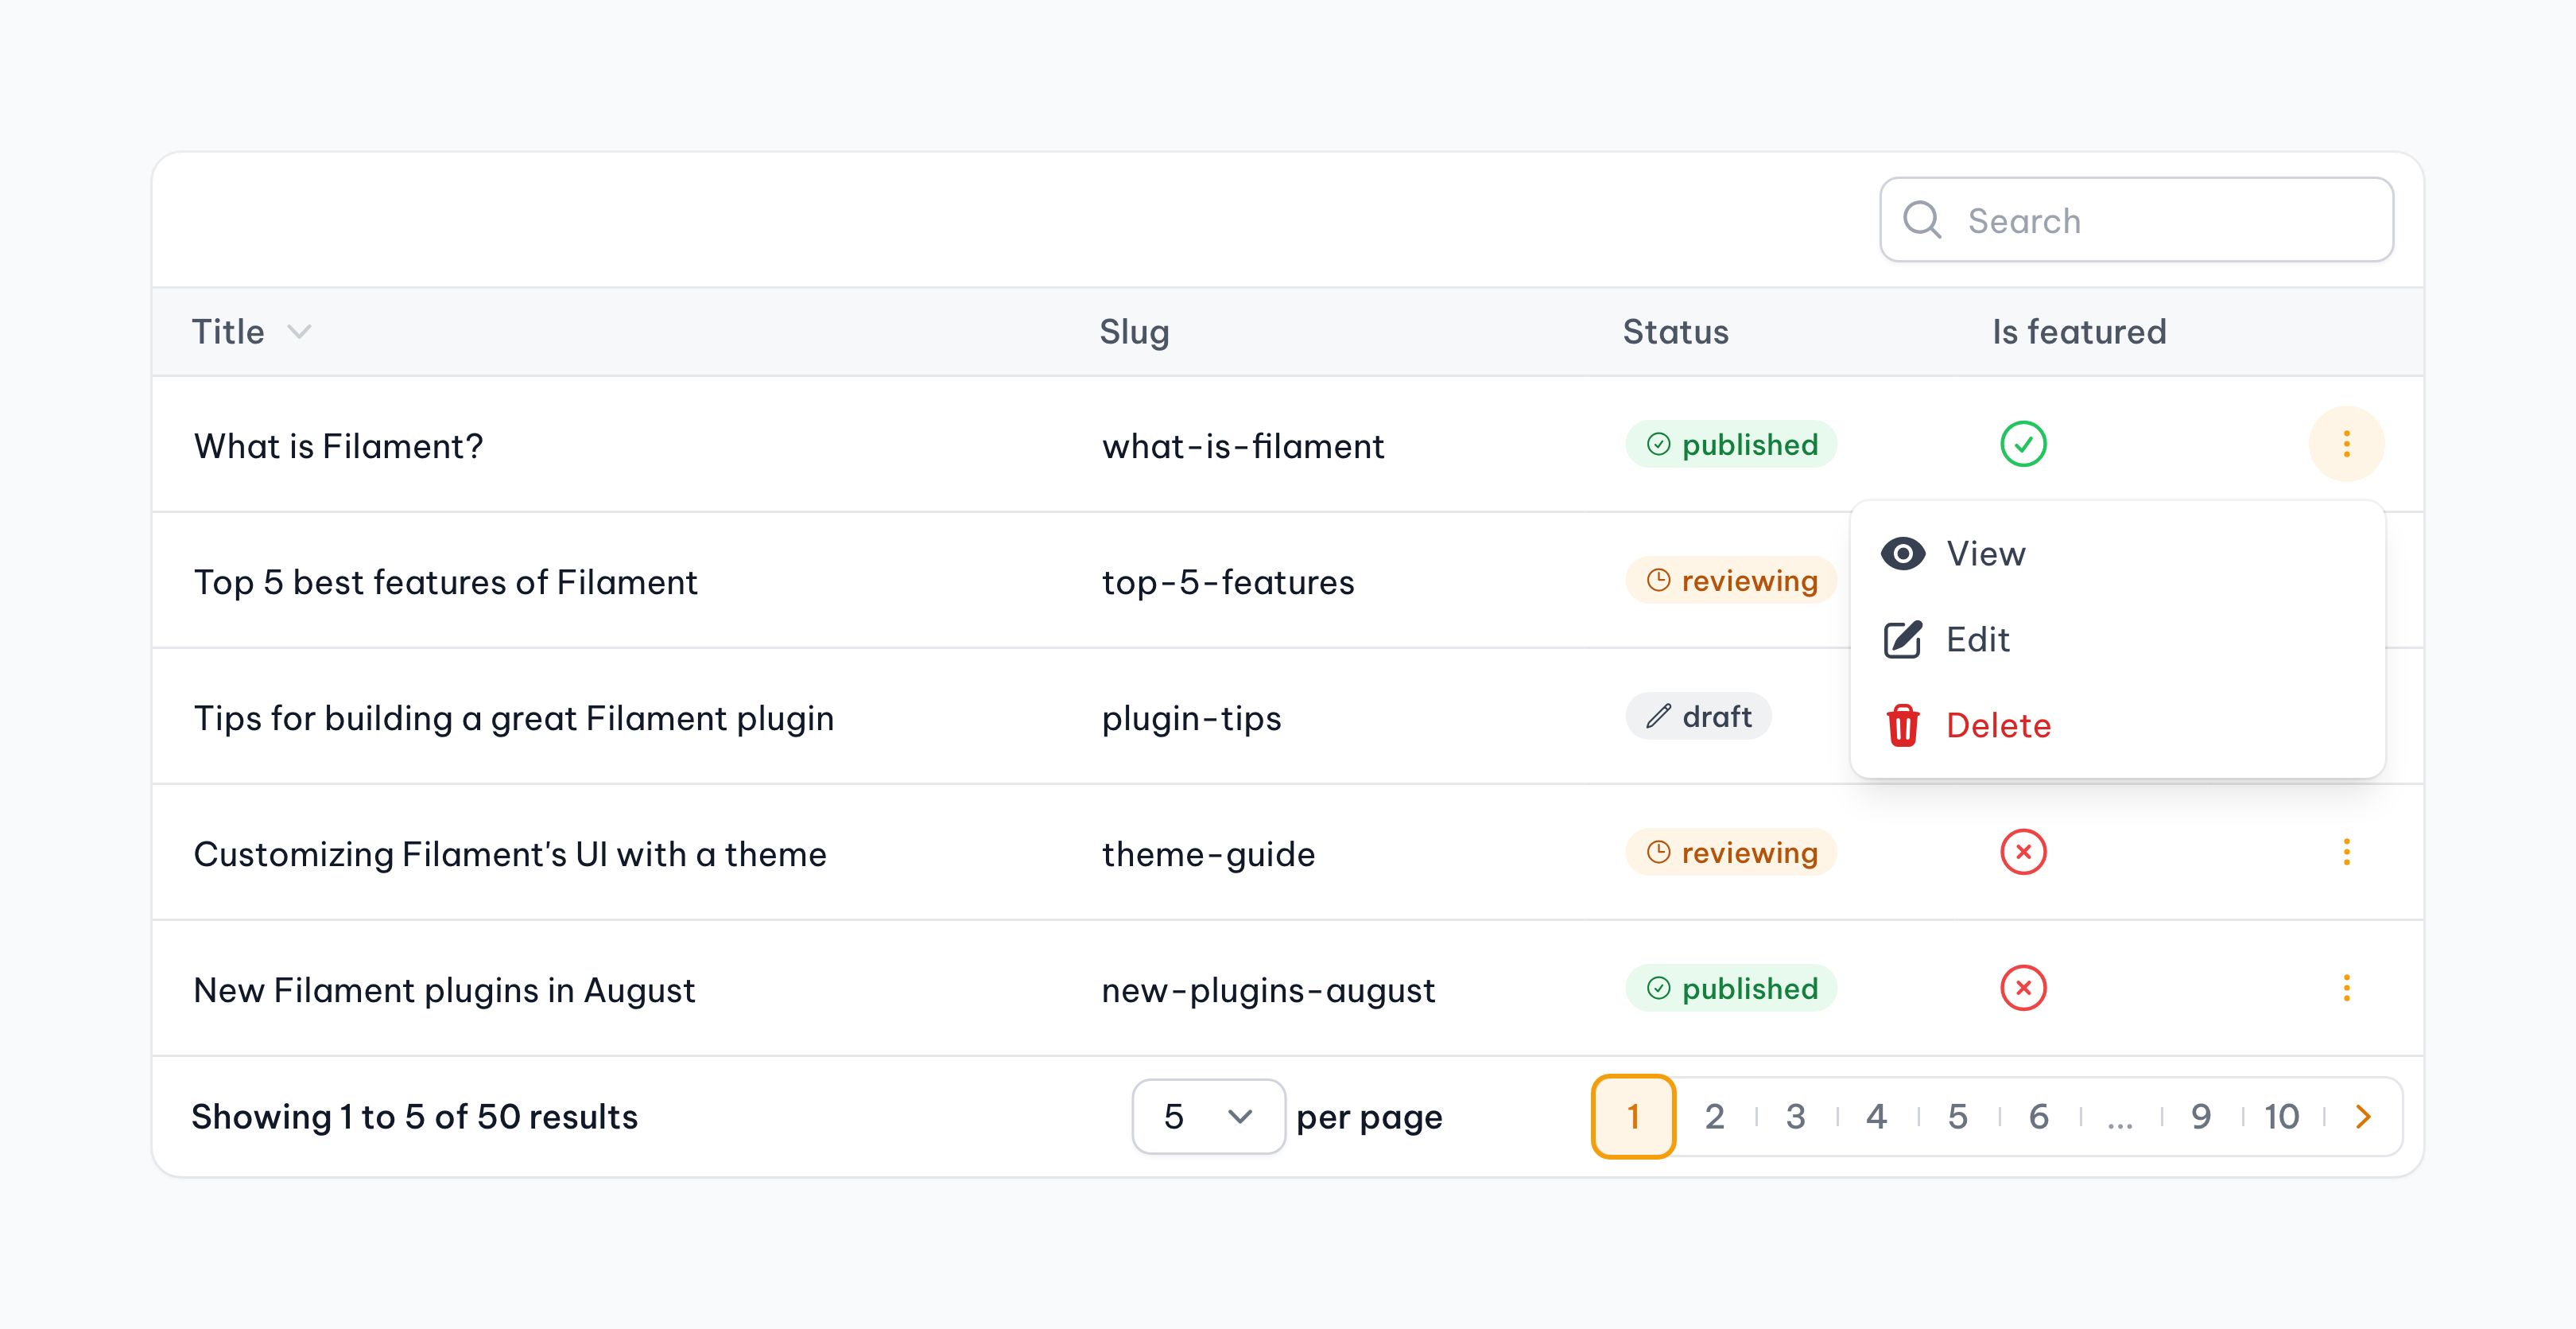 Search
Title Slug Status Is featured
What is Filament? what-is-filament published
View
Top 5 best features of Filament top-5-features reviewing
Edit
Tips for building a great Filament plugin plugin-tips draft
Delete
Customizing Filament's UI with a theme theme-guide reviewing
New Filament plugins in August new-plugins-august published
Showing 1 to 5 of 50 results 5 per page 1 2 3 4 5 6 ... 9 10